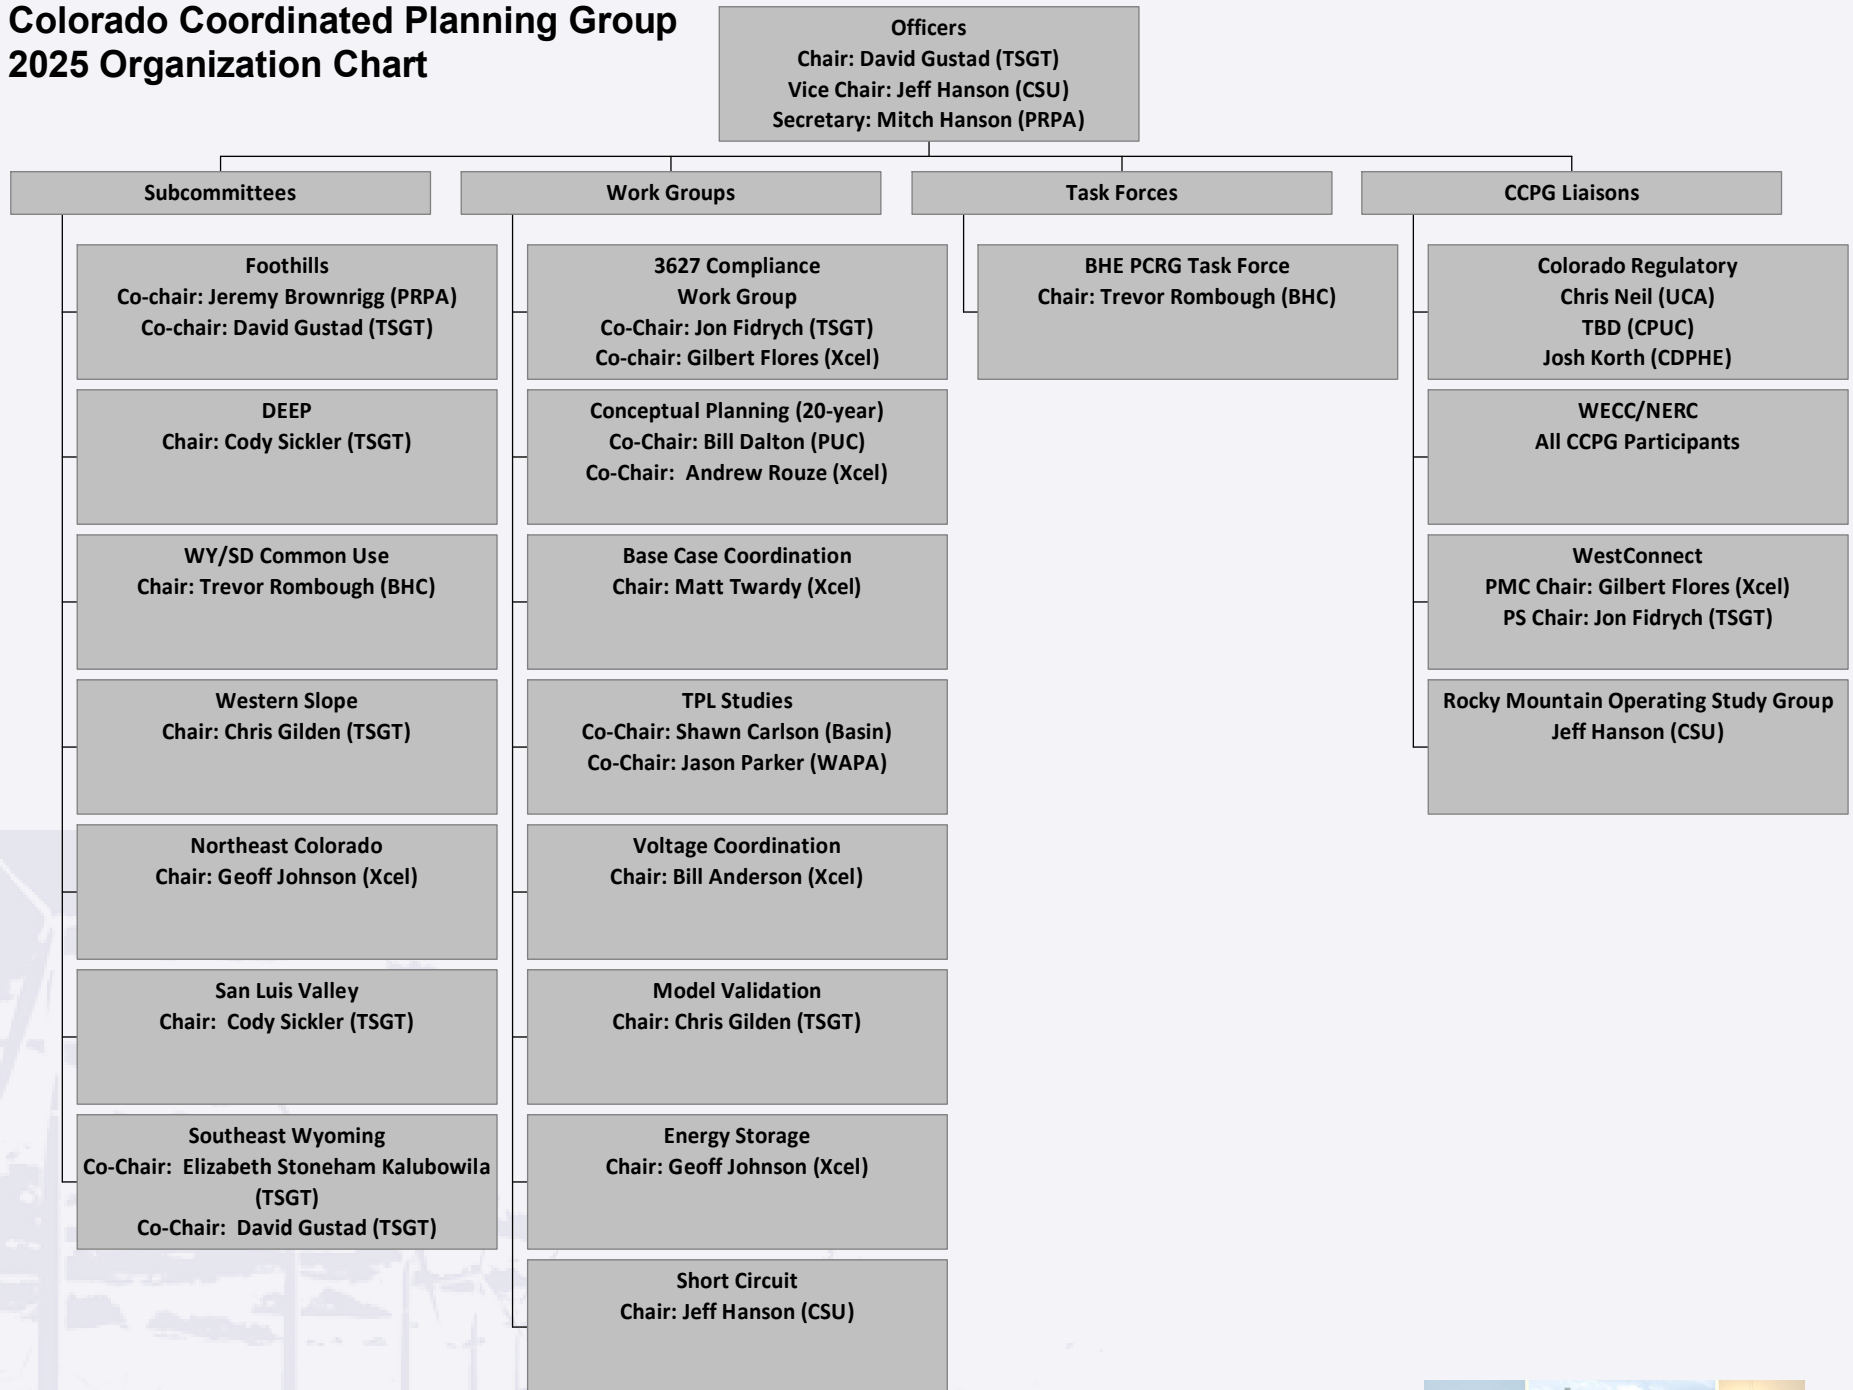 Colorado Coordinated Planning Group
2025 Organization Chart
Officers
Chair: David Gustad (TSGT)
Vice Chair: Jeff Hanson (CSU)
Secretary: Mitch Hanson (PRPA)
Subcommittees
Foothills
Co-chair: Jeremy Brownrigg (PRPA)
Co-chair: David Gustad (TSGT)
DEEP
Chair: Cody Sickler (TSGT)
WY/SD Common Use
Chair: Trevor Rombough (BHC)
Western Slope
Chair: Chris Gilden (TSGT)
Northeast Colorado
Chair: Geoff Johnson (Xcel)
San Luis Valley
Chair:  Cody Sickler (TSGT)
Southeast Wyoming
Co-Chair:  Elizabeth Stoneham Kalubowila
(TSGT)
Co-Chair:  David Gustad (TSGT)
Work Groups
3627 Compliance
Work Group
Co-Chair: Jon Fidrych (TSGT)
Co-chair: Gilbert Flores (Xcel)
Conceptual Planning (20-year)
Co-Chair: Bill Dalton (PUC)
Co-Chair:  Andrew Rouze (Xcel)
Base Case Coordination
Chair: Matt Twardy (Xcel)
TPL Studies
Co-Chair: Shawn Carlson (Basin)
Co-Chair: Jason Parker (WAPA)
Voltage Coordination
Chair: Bill Anderson (Xcel)
Model Validation
Chair: Chris Gilden (TSGT)
Energy Storage
Chair: Geoff Johnson (Xcel)
Short Circuit
Chair: Jeff Hanson (CSU)
Task Forces
BHE PCRG Task Force
Chair: Trevor Rombough (BHC)
CCPG Liaisons
Colorado Regulatory
Chris Neil (UCA)
TBD (CPUC)
Josh Korth (CDPHE)
WECC/NERC
All CCPG Participants
WestConnect
PMC Chair: Gilbert Flores (Xcel)
PS Chair: Jon Fidrych (TSGT)
Rocky Mountain Operating Study Group
Jeff Hanson (CSU)